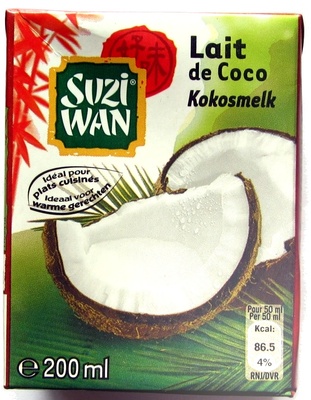 Lait
de Coco
Kokosmelk
SUZI®
WAN
Idéal pour
plats cuisinés
Ideaal voor
warme gerechten
Pour 50 ml
Per 50 ml
Kcal:
86.5
4%
RNJ/DVR
℮ 200 ml